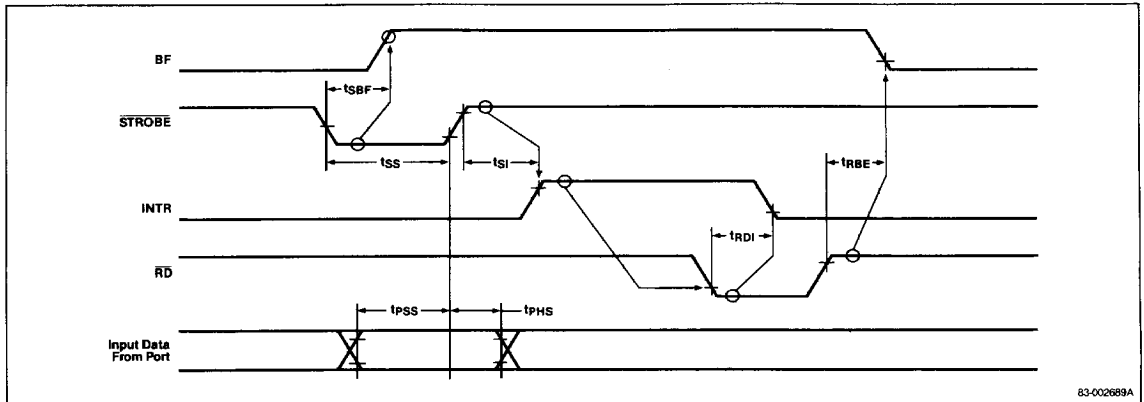 BF
tSBF
STROBE
tSS
tSI
tRBE
INTR
tRDI
RD
tPSS
tPHS
Input Data
From Port
83-002689A